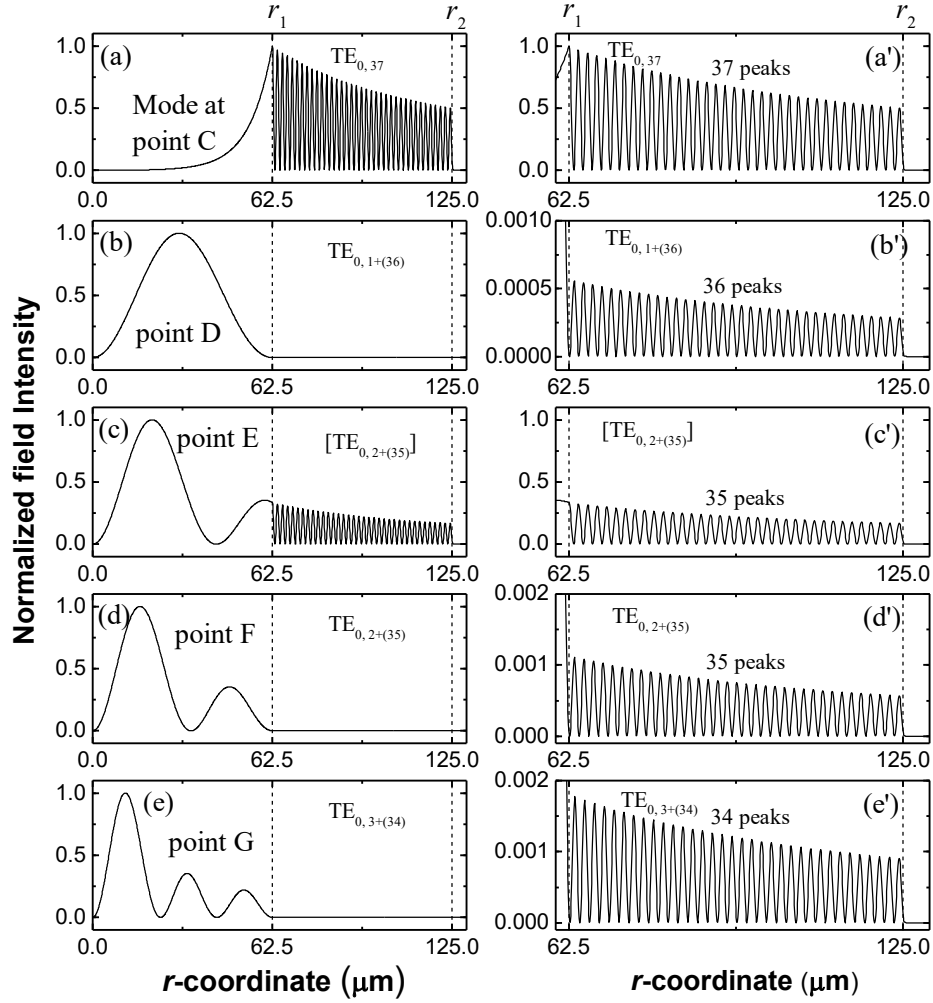 r1 r2 r1 r2
Normalized field Intensity
(a) TE0, 37
Mode at
point C
1.0
0.5
0.0
0.0 62.5 125.0
(a') TE0, 37 37 peaks
1.0
0.5
0.0
62.5 125.0
(b) TE0, 1+(36)
point D
1.0
0.5
0.0
0.0 62.5 125.0
(b') TE0, 1+(36)
36 peaks
0.0010
0.0005
0.0000
62.5 125.0
(c) point E [TE0, 2+(35)]
1.0
0.5
0.0
0.0 62.5 125.0
(c') [TE0, 2+(35)]
35 peaks
1.0
0.5
0.0
62.5 125.0
(d) point F TE0, 2+(35)
1.0
0.5
0.0
0.0 62.5 125.0
(d') TE0, 2+(35)
35 peaks
0.002
0.001
0.000
62.5 125.0
(e) TE0, 3+(34)
point G
1.0
0.5
0.0
0.0 62.5 125.0
(e') TE0, 3+(34)
34 peaks
0.002
0.001
0.000
62.5 125.0
r-coordinate (μm) r-coordinate (μm)